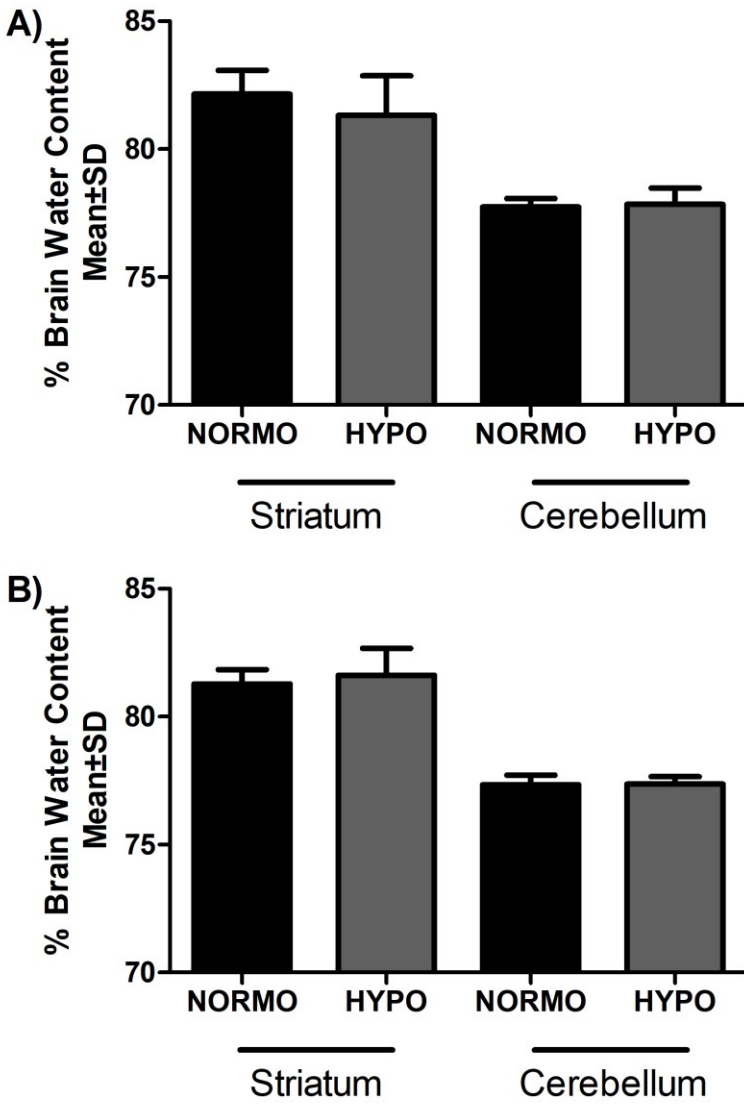 A)
% Brain Water Content
Mean±SD
85
80
75
70
NORMO HYPO NORMO HYPO
Striatum Cerebellum
B)
% Brain Water Content
Mean±SD
85
80
75
70
NORMO HYPO NORMO HYPO
Striatum Cerebellum